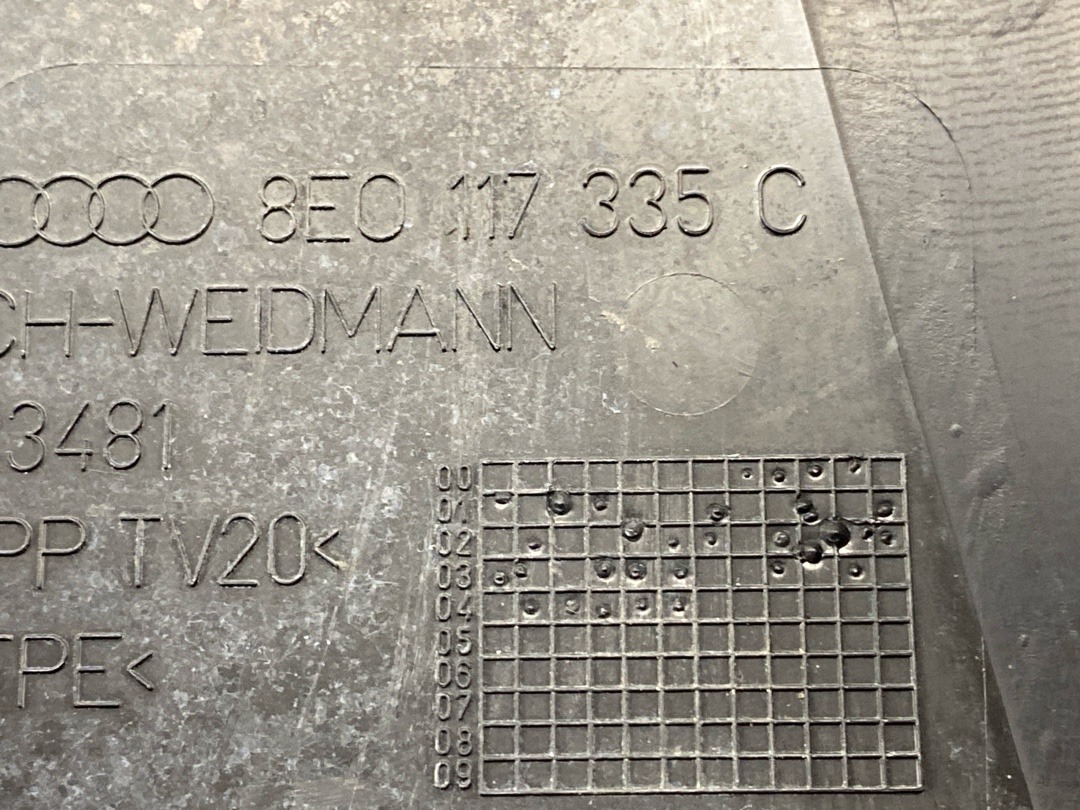 8E0 117 335 C
CH-WEIDMANN
3481
PP TV20<
TPE<
00
01
02
03
04
05
06
07
08
09